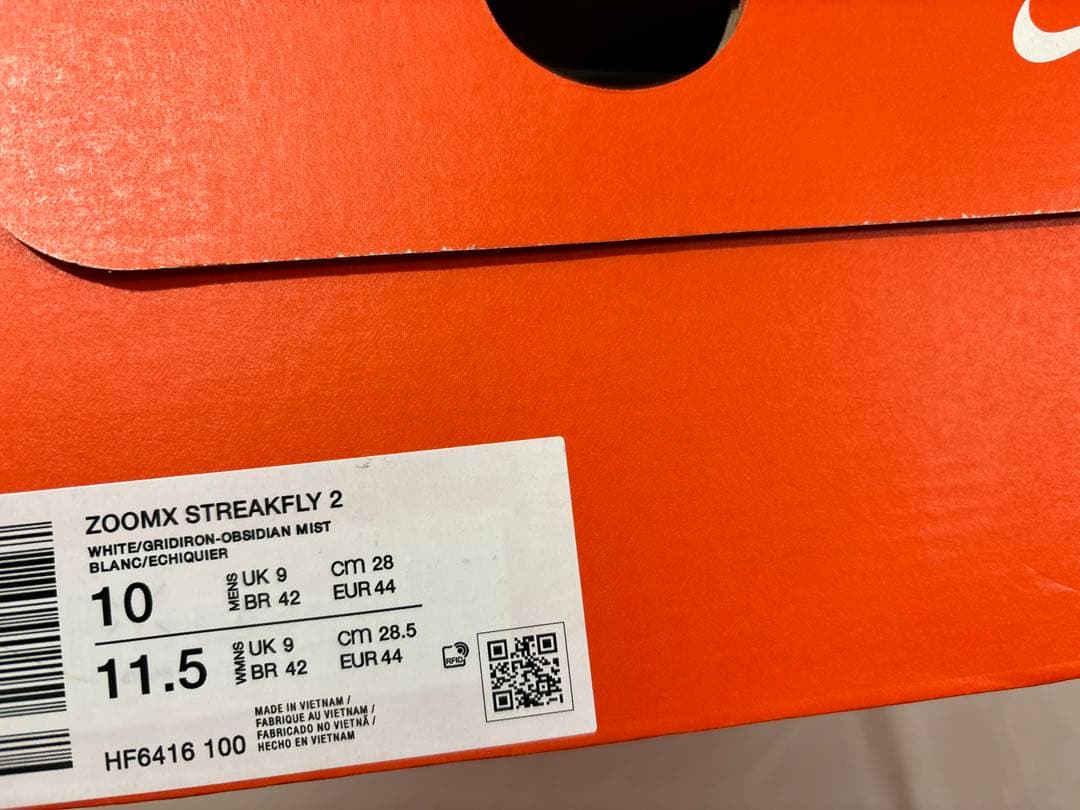 ZOOMX STREAKFLY 2
WHITE/GRIDIRON-OBSIDIAN MIST
BLANC/ECHIQUIER
10 MENS UK 9 cm 28
BR 42 EUR 44
11.5 WMNS UK 9 cm 28.5
BR 42 EUR 44
RFID
MADE IN VIETNAM /
FABRIQUE AU VIETNAM /
FABRICADO NO VIETNÃ /
HECHO EN VIETNAM
HF6416 100